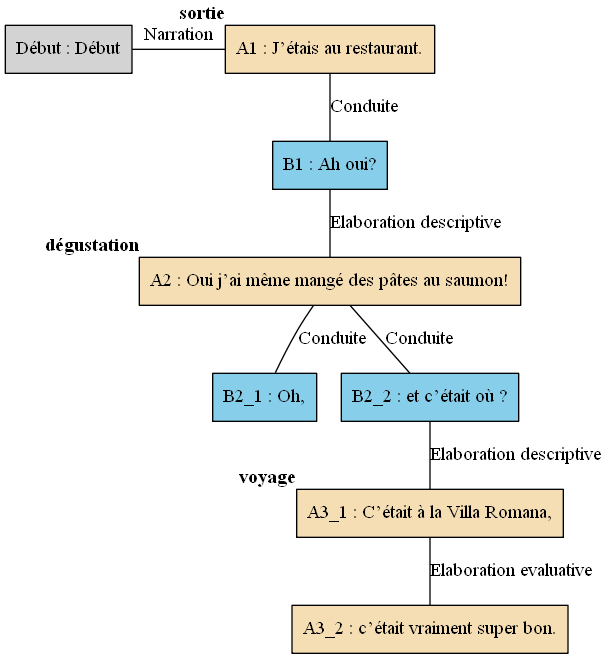 sortie
Début : Début
Narration
A1 : J’étais au restaurant.
Conduite
B1 : Ah oui?
Elaboration descriptive
dégustation
A2 : Oui j’ai même mangé des pâtes au saumon!
Conduite
Conduite
B2_1 : Oh,
B2_2 : et c’était où ?
Elaboration descriptive
voyage
A3_1 : C’était à la Villa Romana,
Elaboration evaluative
A3_2 : c’était vraiment super bon.